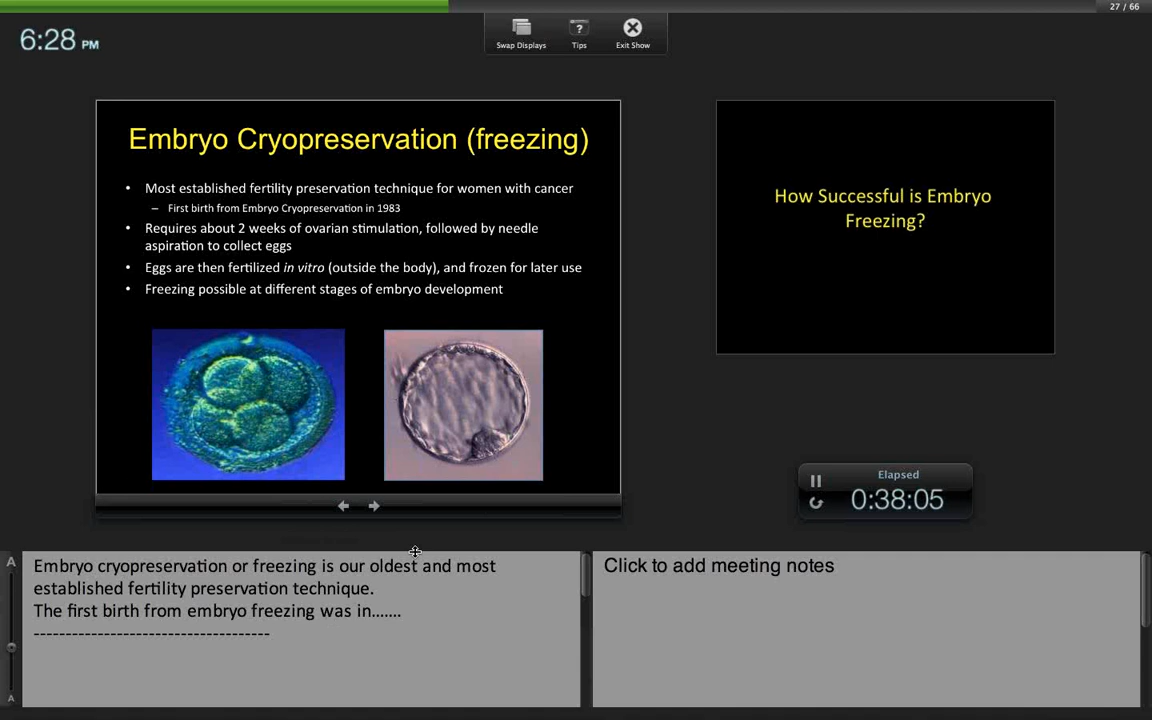 27 / 66
6:28 PM
Swap Displays
Tips
Exit Show
Embryo Cryopreservation (freezing)
• Most established fertility preservation technique for women with cancer
– First birth from Embryo Cryopreservation in 1983
• Requires about 2 weeks of ovarian stimulation, followed by needle
aspiration to collect eggs
• Eggs are then fertilized in vitro (outside the body), and frozen for later use
• Freezing possible at different stages of embryo development
How Successful is Embryo
Freezing?
Elapsed
0:38:05
A
Embryo cryopreservation or freezing is our oldest and most
established fertility preservation technique.
The first birth from embryo freezing was in.......
-------------------------------------
A
Click to add meeting notes